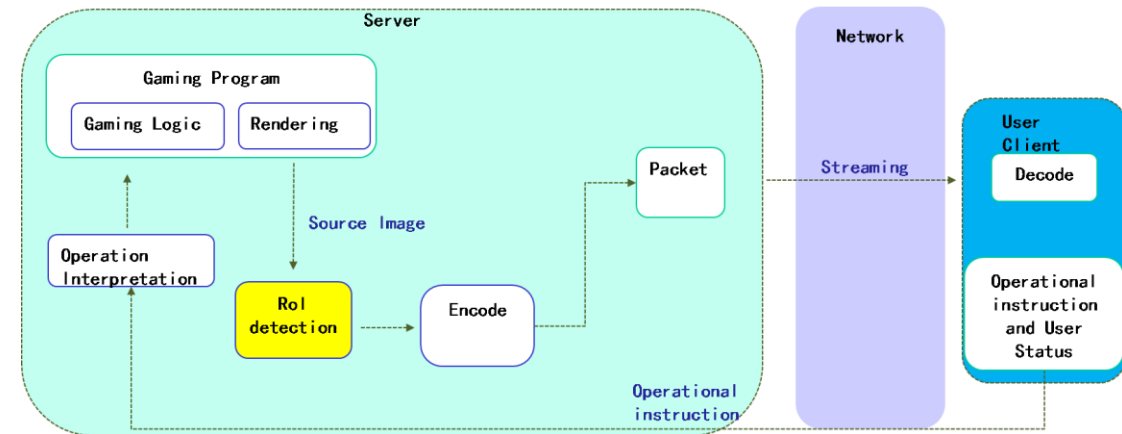 Server
Network
Gaming Program
Gaming Logic
Rendering
User
Client
Decode
Packet
Streaming
Source Image
Operation
Interpretation
RoI
detection
Encode
Operational
instruction
and User
Status
Operational
instruction